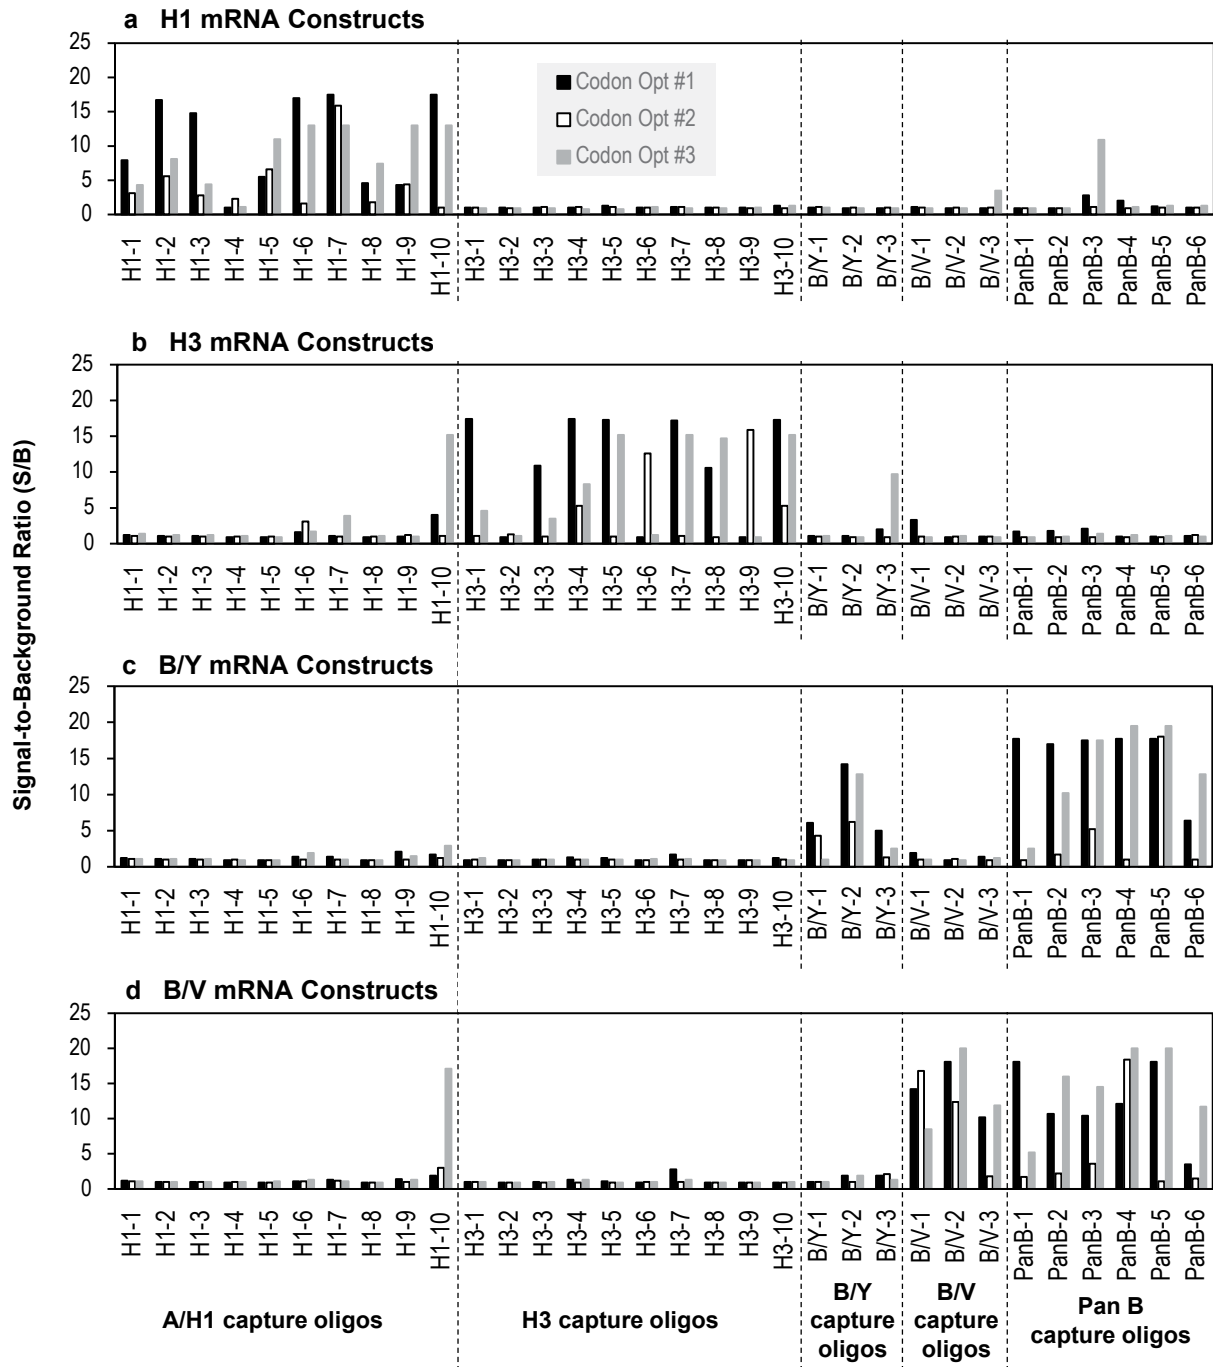 a H1 mRNA Constructs
25
20
15
10
5
0
Codon Opt #1
Codon Opt #2
Codon Opt #3
H1-1
H1-2
H1-3
H1-4
H1-5
H1-6
H1-7
H1-8
H1-9
H1-10
H3-1
H3-2
H3-3
H3-4
H3-5
H3-6
H3-7
H3-8
H3-9
H3-10
B/Y-1
B/Y-2
B/Y-3
B/V-1
B/V-2
B/V-3
PanB-1
PanB-2
PanB-3
PanB-4
PanB-5
PanB-6
Signal-to-Background Ratio (S/B)
b H3 mRNA Constructs
25
20
15
10
5
0
H1-1
H1-2
H1-3
H1-4
H1-5
H1-6
H1-7
H1-8
H1-9
H1-10
H3-1
H3-2
H3-3
H3-4
H3-5
H3-6
H3-7
H3-8
H3-9
H3-10
B/Y-1
B/Y-2
B/Y-3
B/V-1
B/V-2
B/V-3
PanB-1
PanB-2
PanB-3
PanB-4
PanB-5
PanB-6
c B/Y mRNA Constructs
25
20
15
10
5
0
H1-1
H1-2
H1-3
H1-4
H1-5
H1-6
H1-7
H1-8
H1-9
H1-10
H3-1
H3-2
H3-3
H3-4
H3-5
H3-6
H3-7
H3-8
H3-9
H3-10
B/Y-1
B/Y-2
B/Y-3
B/V-1
B/V-2
B/V-3
PanB-1
PanB-2
PanB-3
PanB-4
PanB-5
PanB-6
d B/V mRNA Constructs
25
20
15
10
5
0
H1-1
H1-2
H1-3
H1-4
H1-5
H1-6
H1-7
H1-8
H1-9
H1-10
H3-1
H3-2
H3-3
H3-4
H3-5
H3-6
H3-7
H3-8
H3-9
H3-10
B/Y-1
B/Y-2
B/Y-3
B/V-1
B/V-2
B/V-3
PanB-1
PanB-2
PanB-3
PanB-4
PanB-5
PanB-6
A/H1 capture oligos
H3 capture oligos
B/Y
capture
oligos
B/V
capture
oligos
Pan B
capture oligos